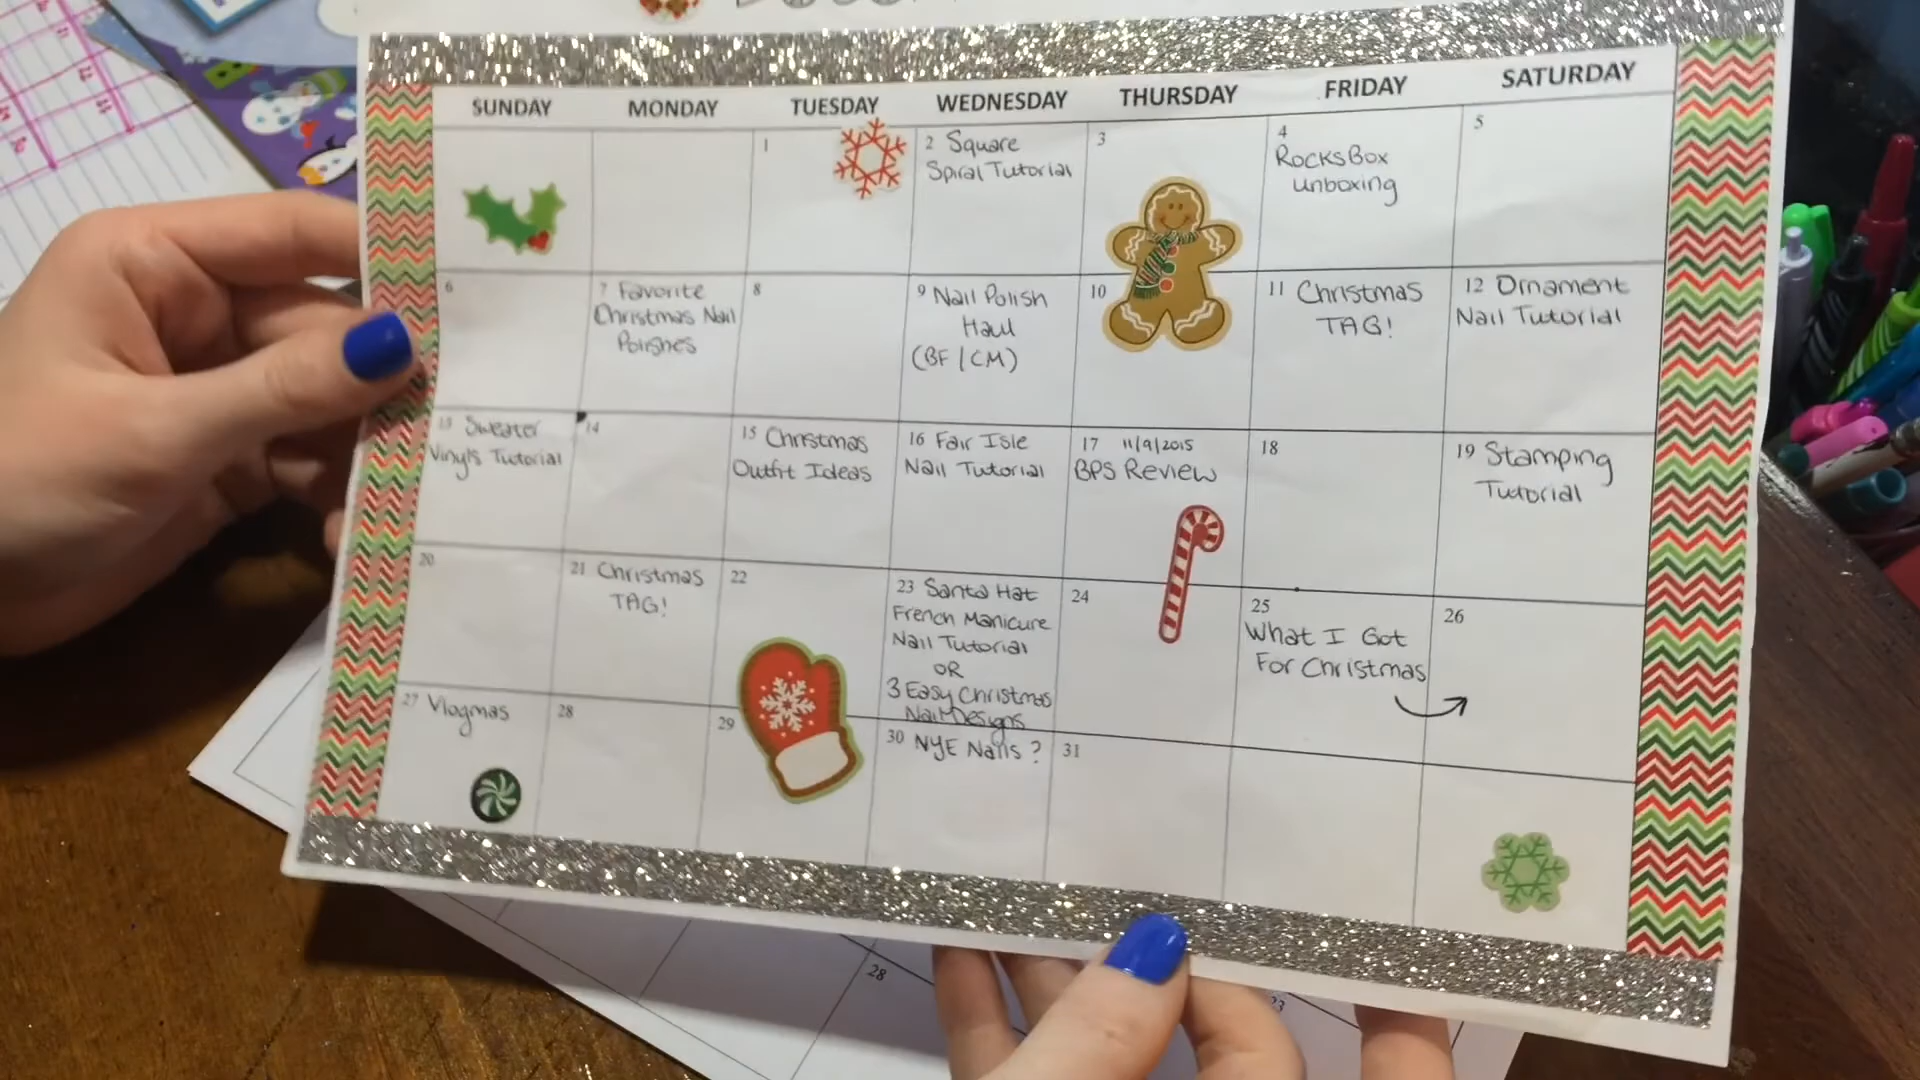 SUNDAY MONDAY TUESDAY WEDNESDAY THURSDAY FRIDAY SATURDAY
1
2 Square
Spiral Tutorial
3
4
RocksBox
Unboxing
5
6
7 Favorite
Christmas Nail
Polishes
8
9 Nail Polish
Haul
(BF/CM)
10
11 Christmas
TAG!
12 Ornament
Nail Tutorial
13 Sweater
Vinyls Tutorial
14
15 Christmas
Outfit Ideas
16 Fair Isle
Nail Tutorial
17 11/9/2015
BPS Review
18
19 Stamping
Tutorial
20
21 Christmas
TAG!
22
23 Santa Hat
French Manicure
Nail Tutorial
OR
3 Easy Christmas
Nail Designs
24
25
What I Got
For Christmas
26
27 Vlogmas
28
29
30 NYE Nails?
31
28
23